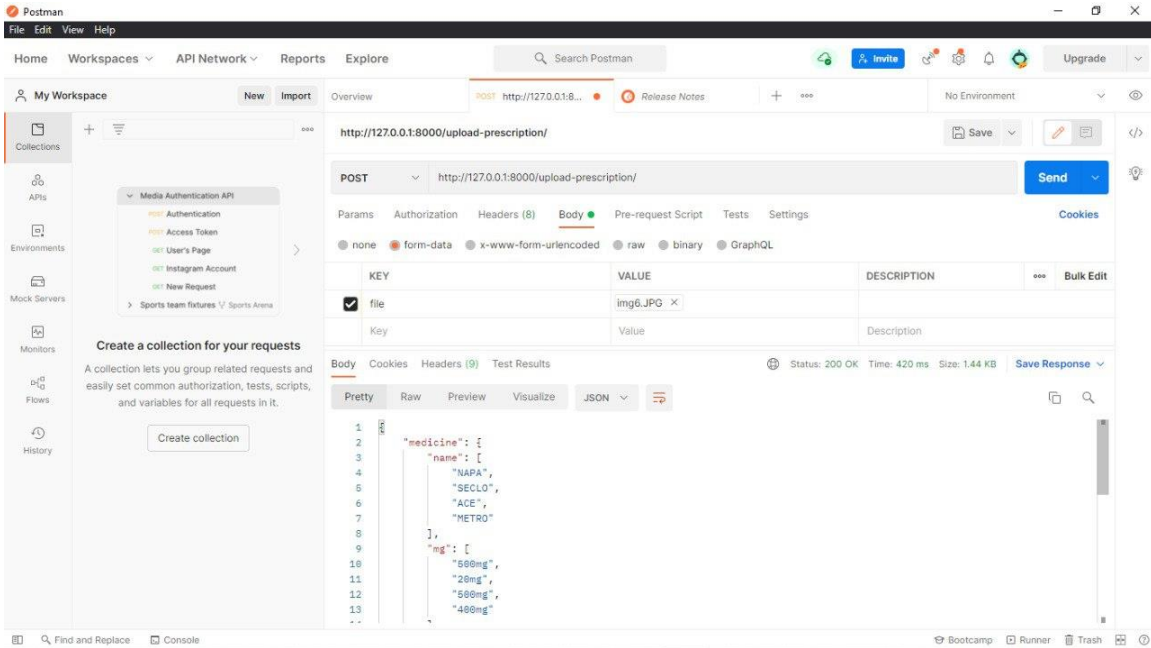 Postman
File Edit View Help
Home Workspaces API Network Reports Explore
Search Postman
Invite
Upgrade
My Workspace
New Import
Overview
POST http://127.0.0.1:8...
Release Notes
No Environment
Collections
APIs
Environments
Mock Servers
Monitors
Flows
History
Media Authentication API
POST Authentication
POST Access Token
GET User's Page
GET Instagram Account
GET New Request
Sports team fixtures Sports Arena
Create a collection for your requests
A collection lets you group related requests and
easily set common authorization, tests, scripts,
and variables for all requests in it.
Create collection
http://127.0.0.1:8000/upload-prescription/
Save
POST
http://127.0.0.1:8000/upload-prescription/
Send
Params Authorization Headers (8) Body Pre-request Script Tests Settings
Cookies
none form-data x-www-form-urlencoded raw binary GraphQL
KEY VALUE DESCRIPTION
Bulk Edit
file img6.JPG ×
Key Value Description
Body Cookies Headers (9) Test Results
Status: 200 OK Time: 420 ms Size: 1.44 KB
Save Response
Pretty Raw Preview Visualize JSON
1 {
2 "medicine": {
3 "name": [
4 "NAPA",
5 "SECLO",
6 "ACE",
7 "METRO"
8 ],
9 "mg": [
10 "500mg",
11 "20mg",
12 "500mg",
13 "400mg"
Find and Replace Console
Bootcamp Runner Trash